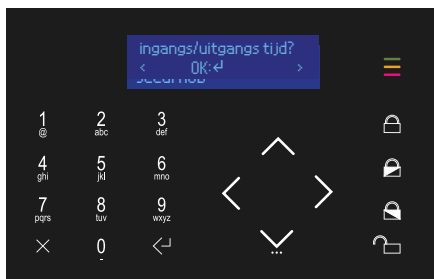 ingangs/uitgangs tijd?
< OK:↵ >
1 2 3
@ abc def
4 5 6
ghi jkl mno
7 8 9
pqrs tuv wxyz
0